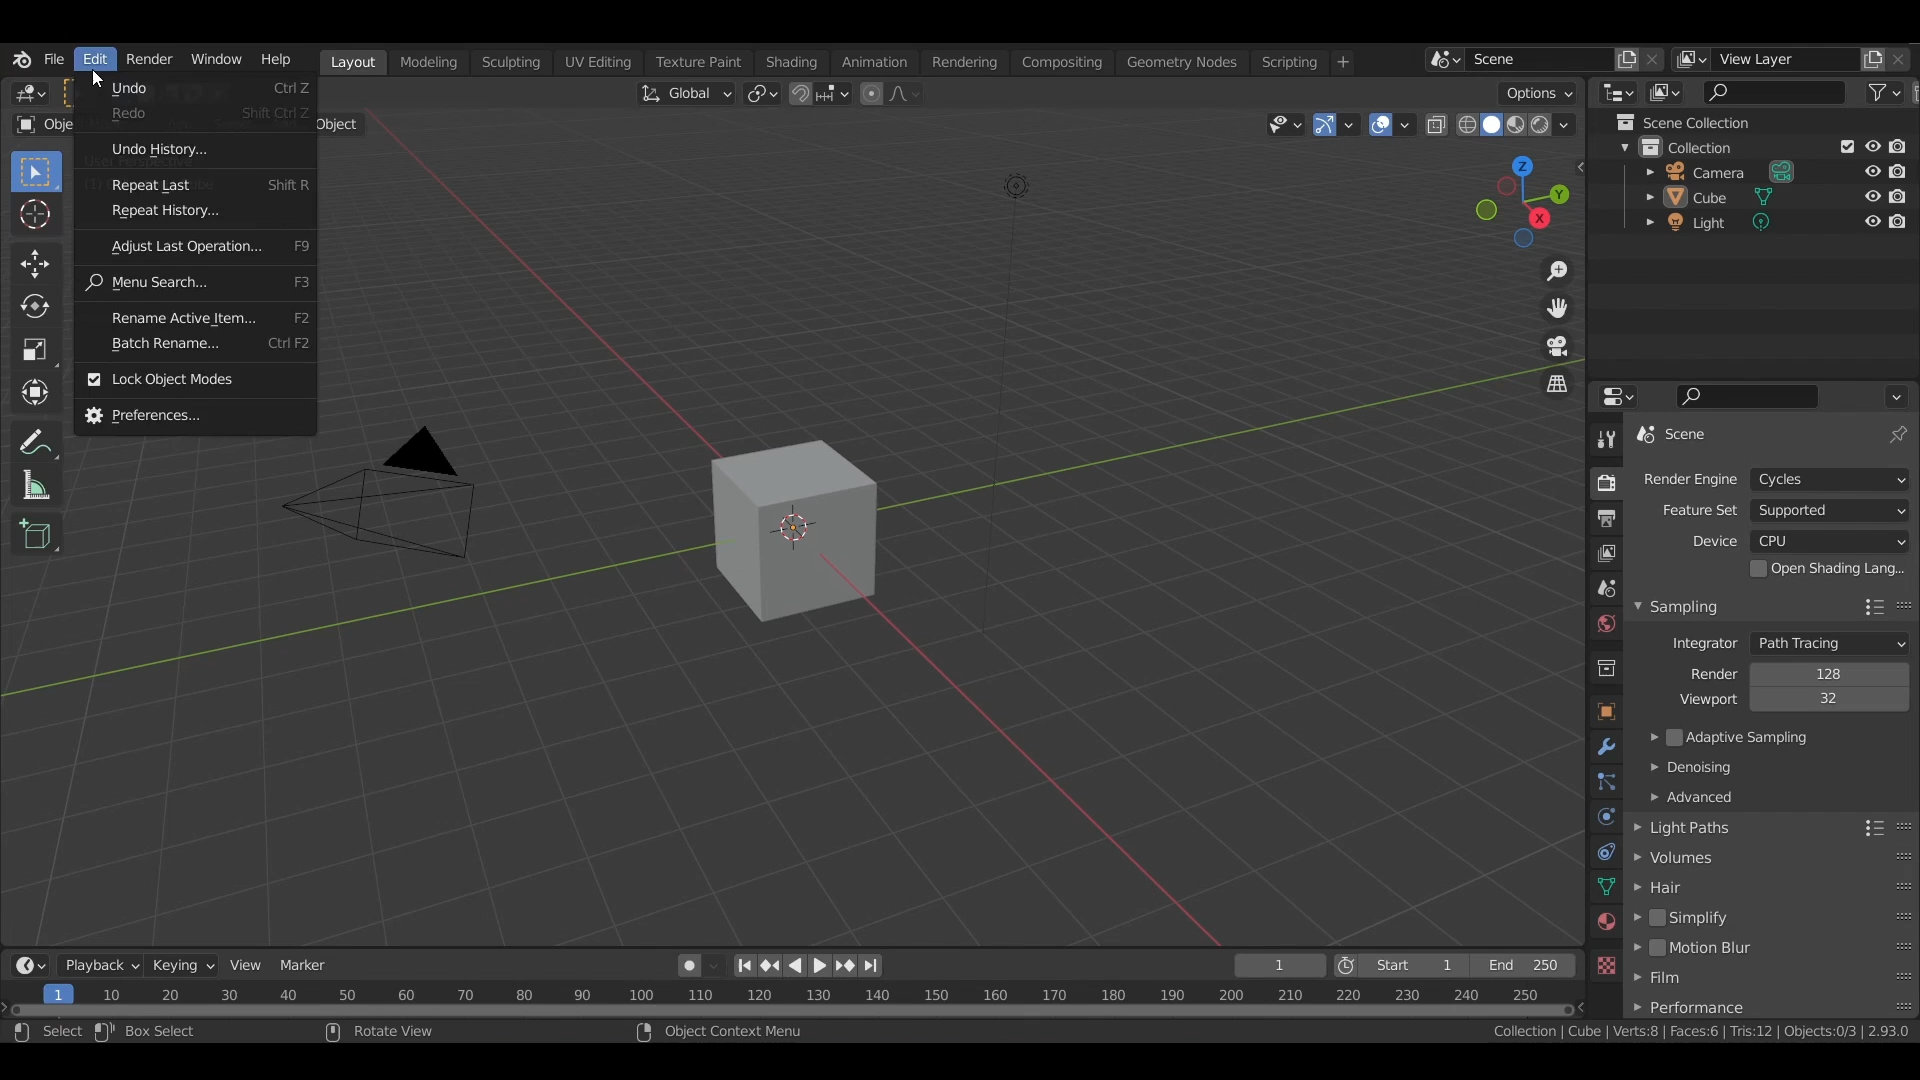 File Edit Render Window Help Layout Modeling Sculpting UV Editing Texture Paint Shading Animation Rendering Compositing Geometry Nodes Scripting + Scene View Layer
Global Options
Obje Object
Undo Ctrl Z
Redo Shift Ctrl Z
Undo History...
Repeat Last Shift R
Repeat History...
Adjust Last Operation... F9
Menu Search... F3
Rename Active Item... F2
Batch Rename... Ctrl F2
Lock Object Modes
Preferences...
Z
Y
X
Scene Collection
Collection
Camera
Cube
Light
Scene
Render Engine Cycles
Feature Set Supported
Device CPU
Open Shading Lang...
Sampling
Integrator Path Tracing
Render 128
Viewport 32
Adaptive Sampling
Denoising
Advanced
Light Paths
Volumes
Hair
Simplify
Motion Blur
Film
Performance
Playback Keying View Marker 1 Start 1 End 250
1 10 20 30 40 50 60 70 80 90 100 110 120 130 140 150 160 170 180 190 200 210 220 230 240 250
Select Box Select Rotate View Object Context Menu Collection | Cube | Verts:8 | Faces:6 | Tris:12 | Objects:0/3 | 2.93.0